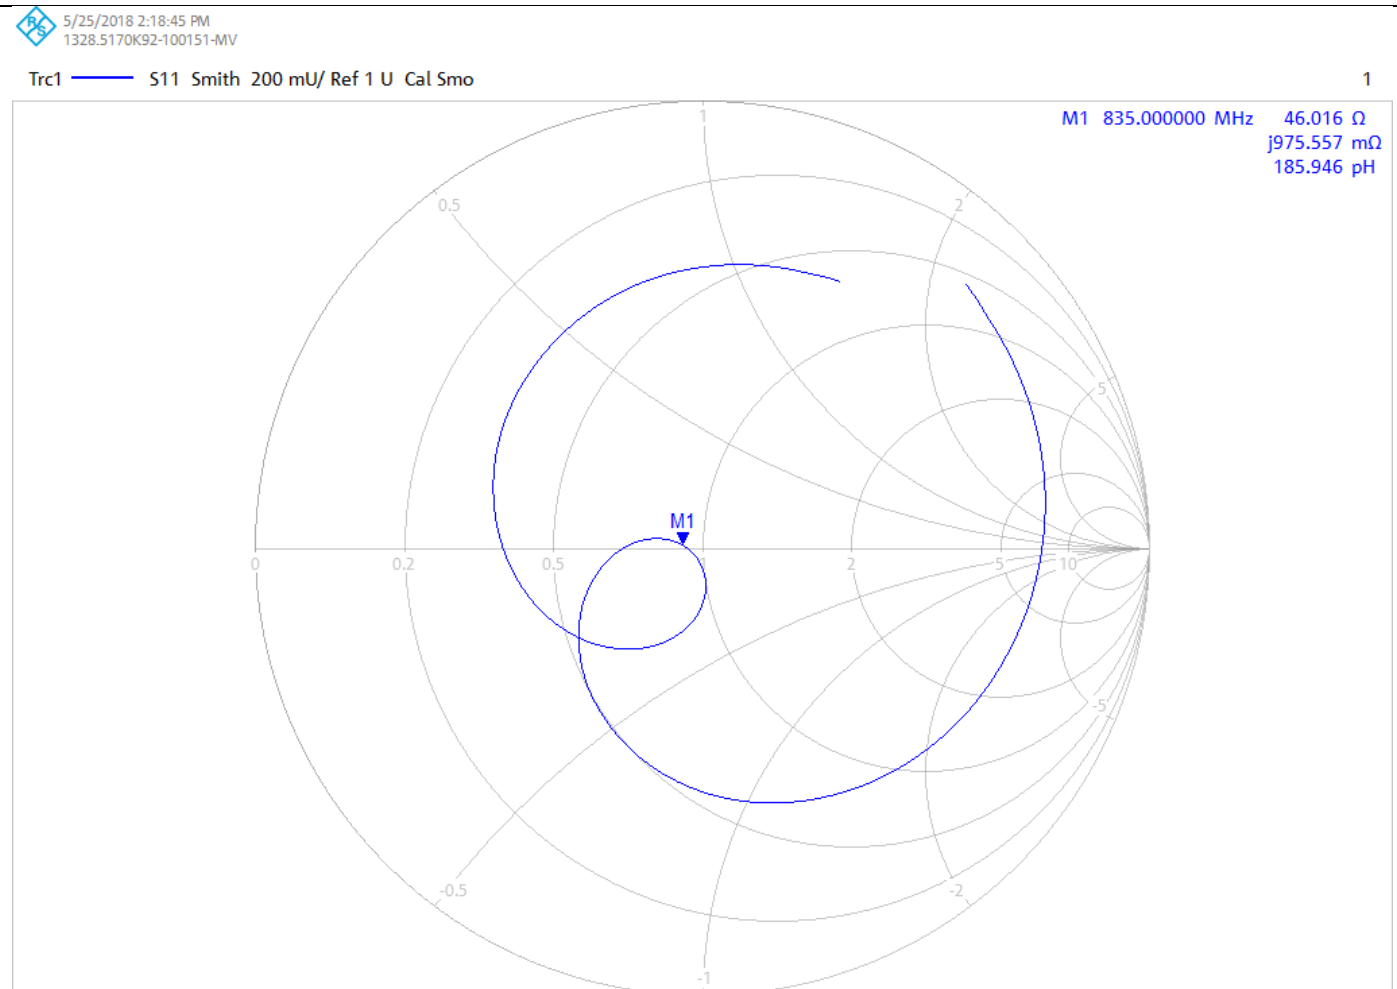 R&S
5/25/2018 2:18:45 PM
1328.5170K92-100151-MV
Trc1 S11 Smith 200 mU/ Ref 1 U Cal Smo 1
M1 835.000000 MHz 46.016 Ω
j975.557 mΩ
185.946 pH
1
0.5
2
5
M1
0 0.2 0.5 1 2 5 10
-5
-0.5
-2
-1